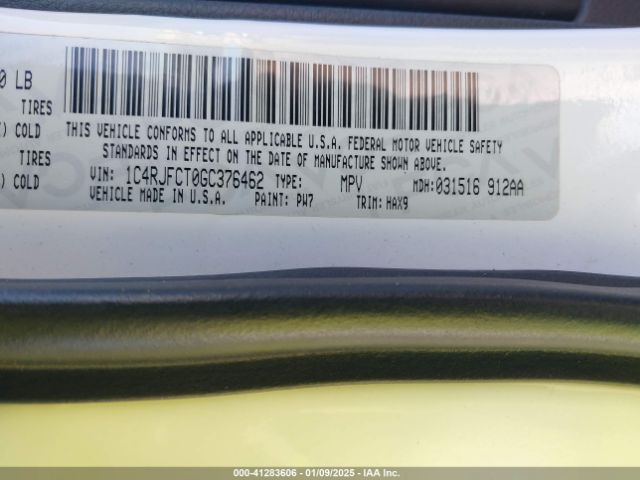 0 LB
TIRES
) COLD
TIRES
) COLD
THIS VEHICLE CONFORMS TO ALL APPLICABLE U.S.A. FEDERAL MOTOR VEHICLE SAFETY
STANDARDS IN EFFECT ON THE DATE OF MANUFACTURE SHOWN ABOVE.
VIN: 1C4RJFCT0GC376462 TYPE: MPV MDH: 031516 912AA
VEHICLE MADE IN U.S.A. PAINT: PW7 TRIM: HAX9
000-41283606 - 01/09/2025 - IAA Inc.